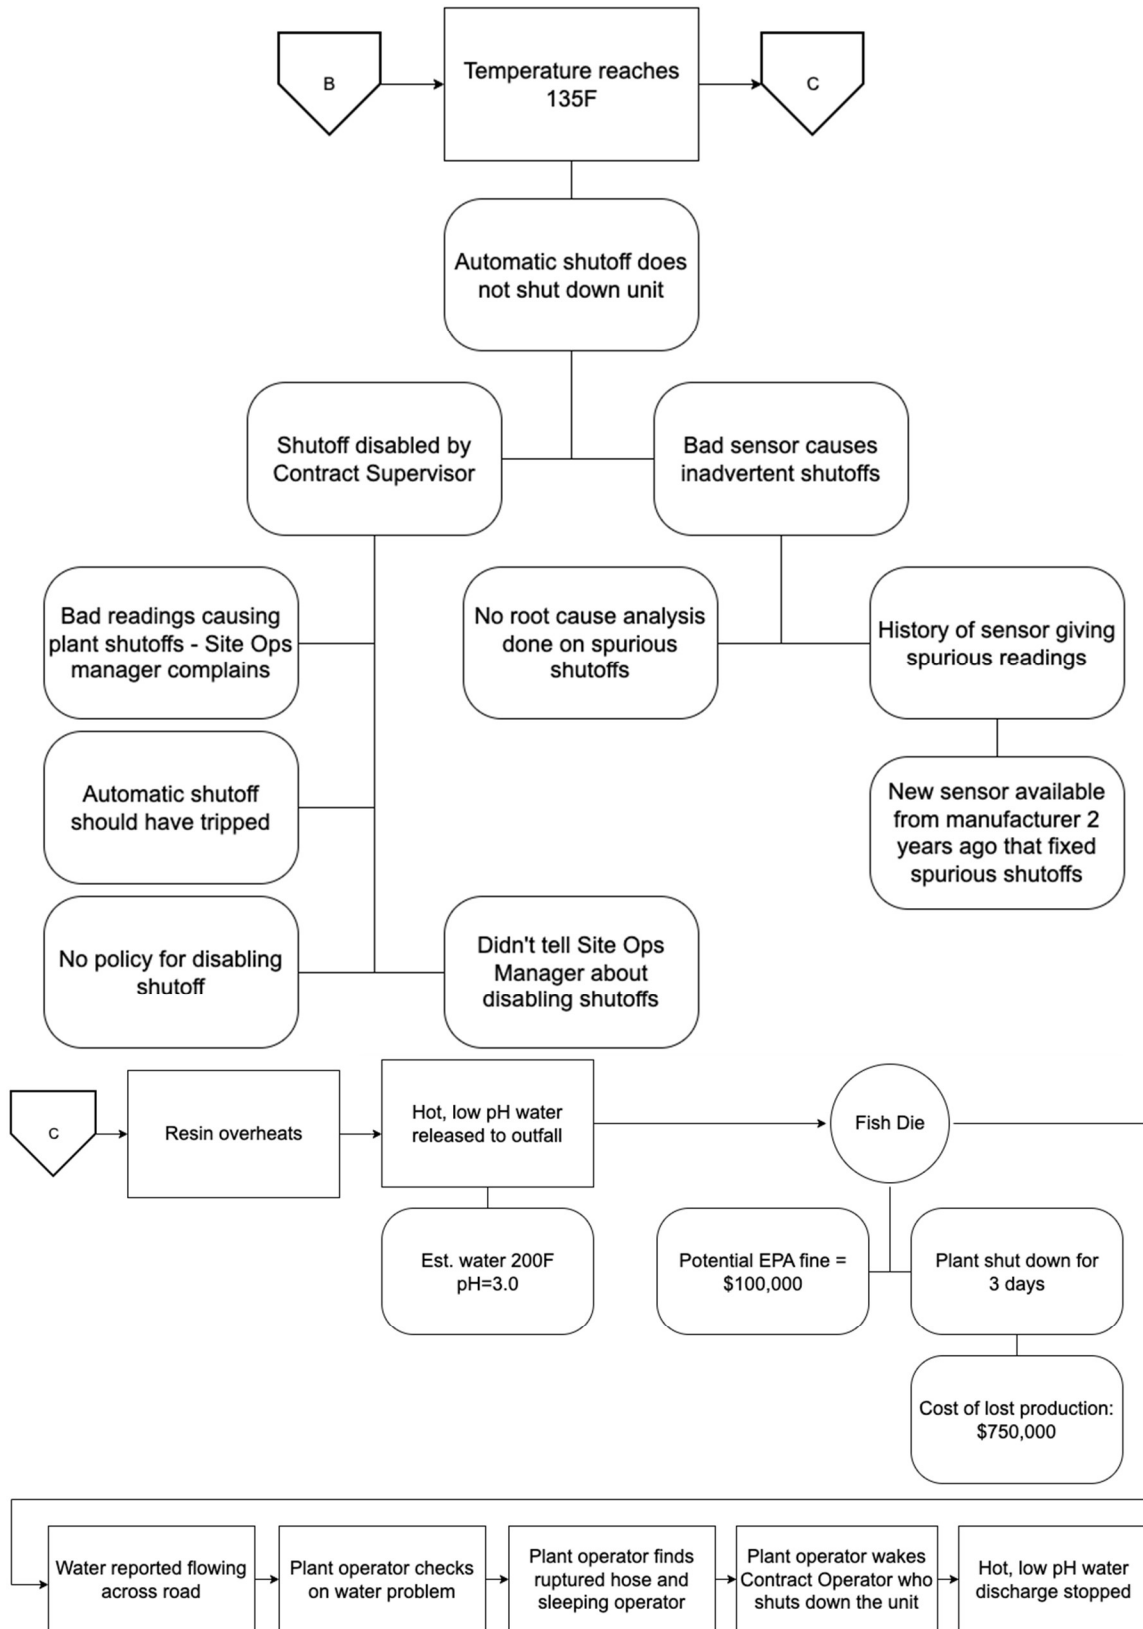 B
Temperature reaches
135F
C
Automatic shutoff does
not shut down unit
Shutoff disabled by
Contract Supervisor
Bad sensor causes
inadvertent shutoffs
Bad readings causing
plant shutoffs - Site Ops
manager complains
No root cause analysis
done on spurious
shutoffs
History of sensor giving
spurious readings
Automatic shutoff
should have tripped
New sensor available
from manufacturer 2
years ago that fixed
spurious shutoffs
No policy for disabling
shutoff
Didn't tell Site Ops
Manager about
disabling shutoffs
C
Resin overheats
Hot, low pH water
released to outfall
Fish Die
Est. water 200F
pH=3.0
Potential EPA fine =
$100,000
Plant shut down for
3 days
Cost of lost production:
$750,000
Water reported flowing
across road
Plant operator checks
on water problem
Plant operator finds
ruptured hose and
sleeping operator
Plant operator wakes
Contract Operator who
shuts down the unit
Hot, low pH water
discharge stopped